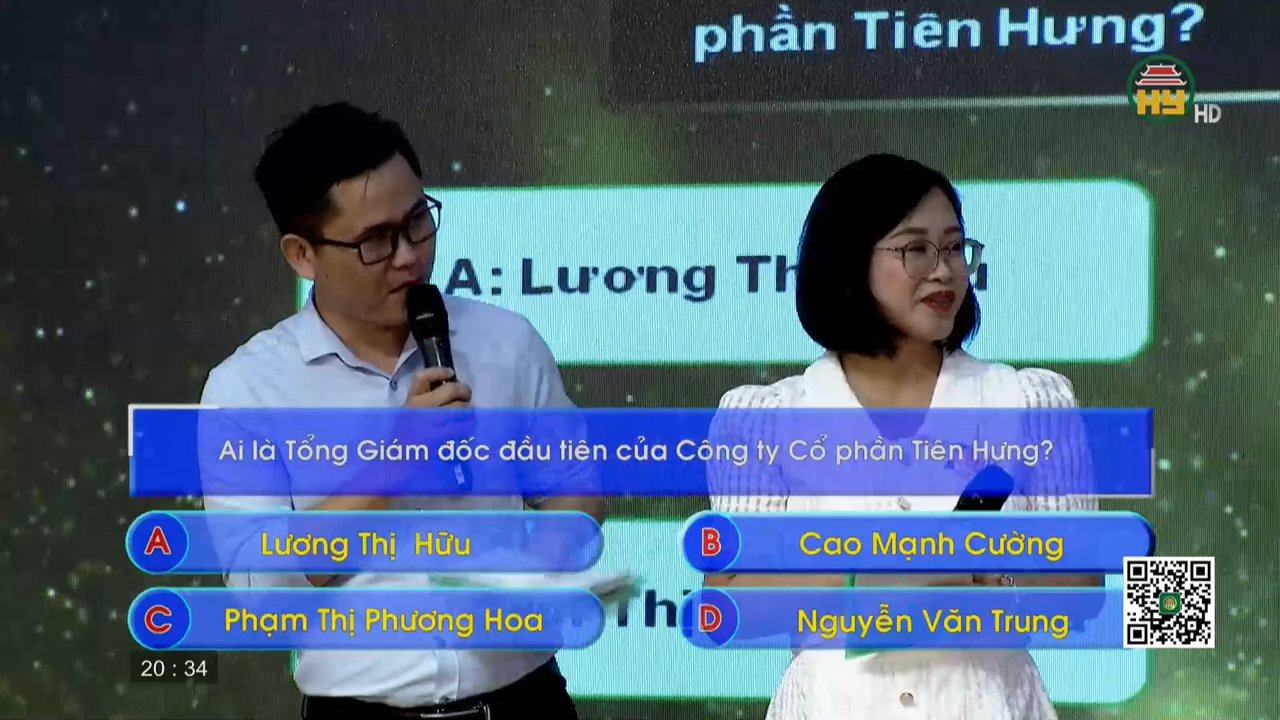 phần Tiên Hưng?
HY HD
A: Lương
Ai là Tổng Giám đốc đầu tiên của Công ty Cổ phần Tiên Hưng?
A Lương Thị Hữu
B Cao Mạnh Cường
C Phạm Thị Phương Hoa
D Nguyễn Văn Trung
20 : 34